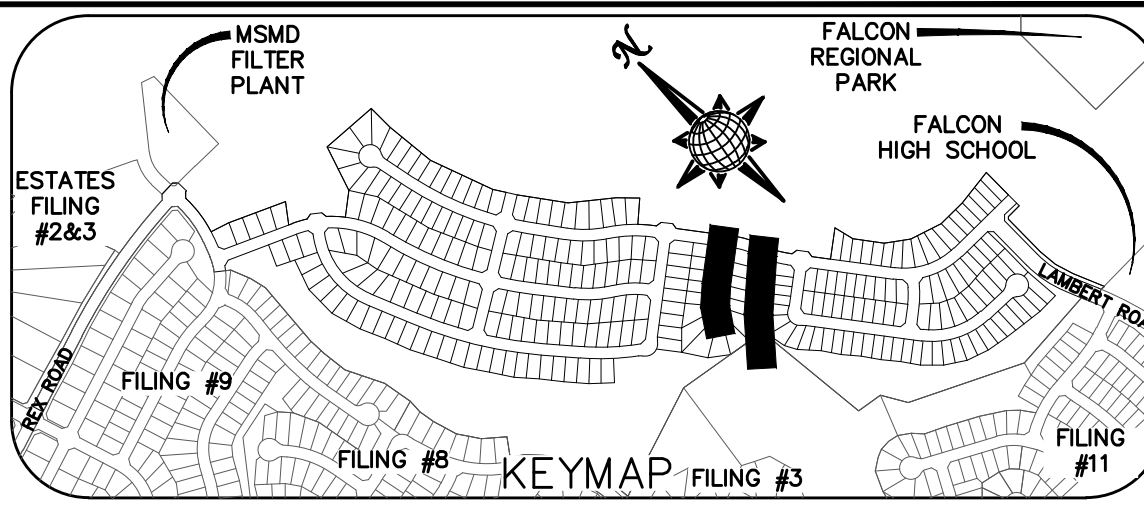 MSMD
FILTER
PLANT
N
FALCON
REGIONAL
PARK
FALCON
HIGH SCHOOL
ESTATES
FILING
#2&3
LAMBERT
REX ROAD
FILING #9
FILING #8
KEYMAP
FILING #3
FILING
#11